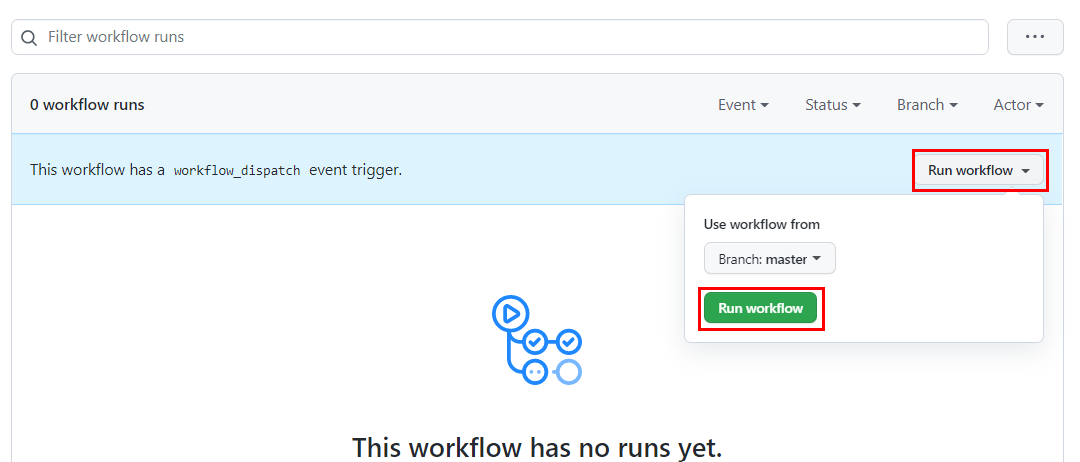 Filter workflow runs
0 workflow runs
Event
Status
Branch
Actor
This workflow has a workflow_dispatch event trigger.
Run workflow
Use workflow from
Branch: master
Run workflow
This workflow has no runs yet.